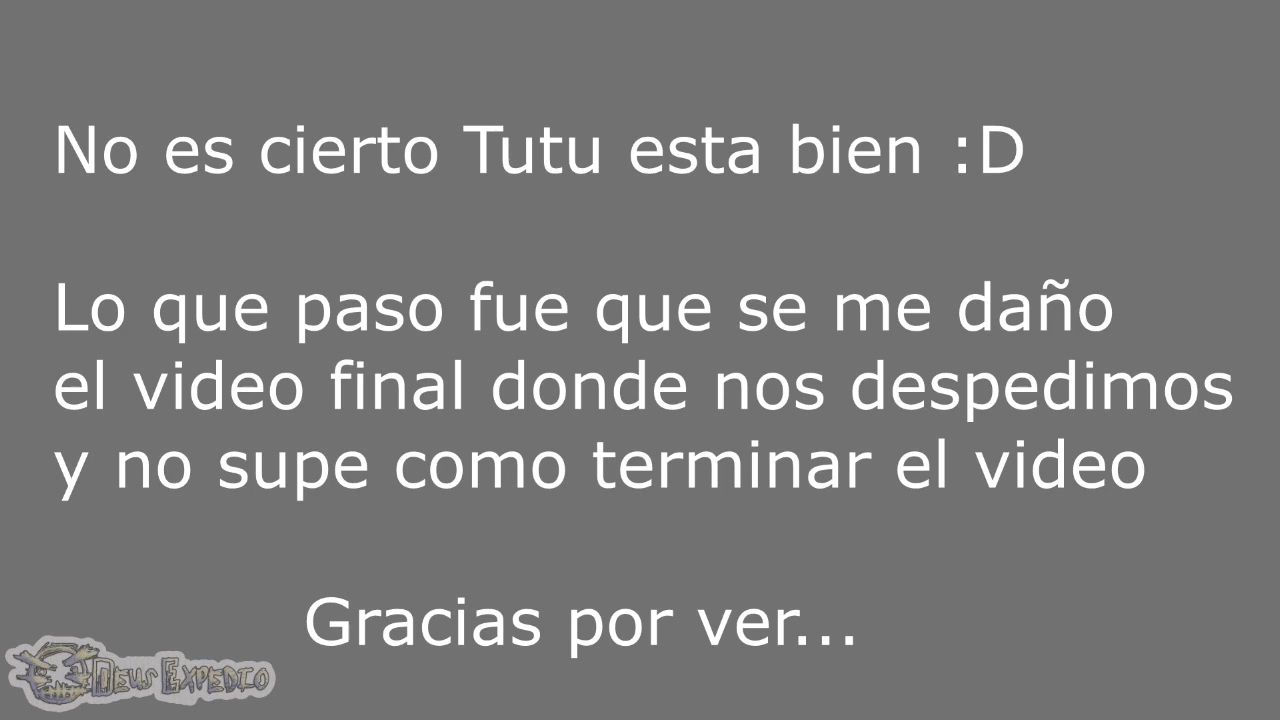 No es cierto Tutu esta bien :D
Lo que paso fue que se me daño
el video final donde nos despedimos
y no supe como terminar el video
Gracias por ver...
Deus Expedio